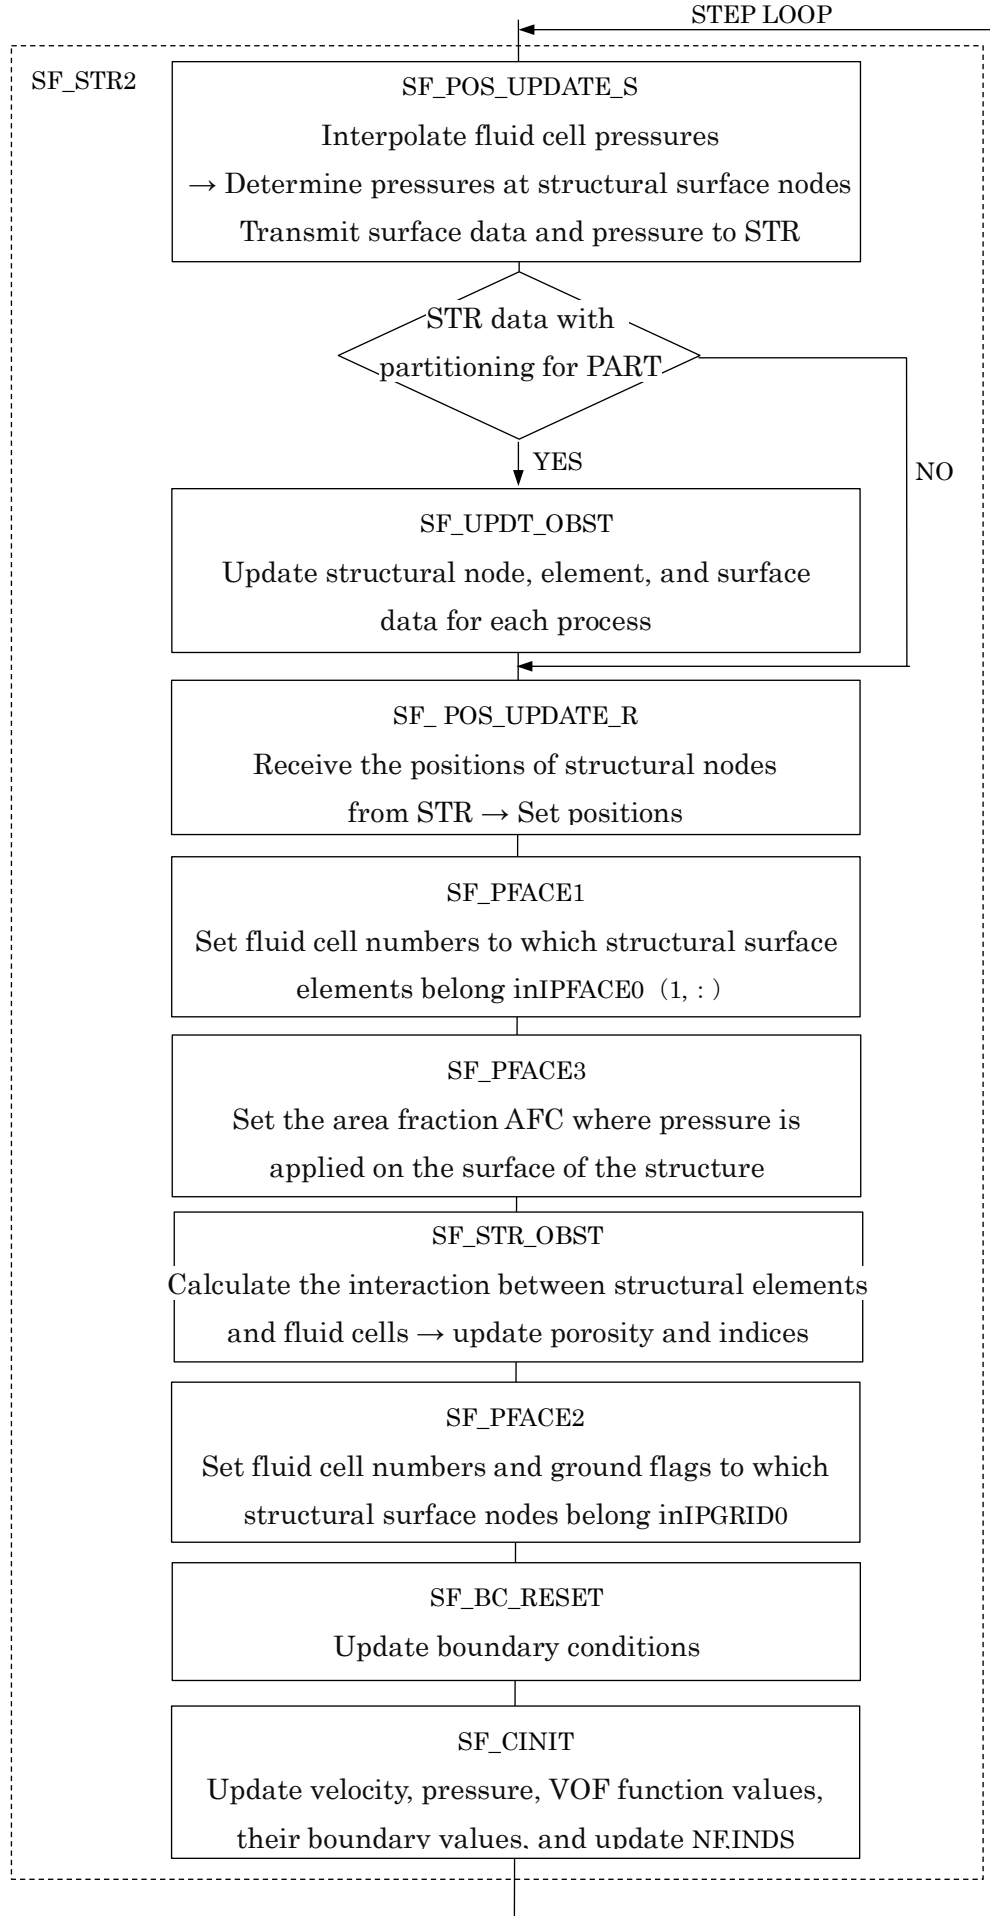 STEP LOOP
SF_STR2
SF_POS_UPDATE_S
Interpolate fluid cell pressures
→ Determine pressures at structural surface nodes
Transmit surface data and pressure to STR
STR data with
partitioning for PART
YES
NO
SF_UPDT_OBST
Update structural node, element, and surface
data for each process
SF_ POS_UPDATE_R
Receive the positions of structural nodes
from STR → Set positions
SF_PFACE1
Set fluid cell numbers to which structural surface
elements belong inIPFACE0（1, : ）
SF_PFACE3
Set the area fraction AFC where pressure is
applied on the surface of the structure
SF_STR_OBST
Calculate the interaction between structural elements
and fluid cells → update porosity and indices
SF_PFACE2
Set fluid cell numbers and ground flags to which
structural surface nodes belong inIPGRID0
SF_BC_RESET
Update boundary conditions
SF_CINIT
Update velocity, pressure, VOF function values,
their boundary values, and update NF,INDS